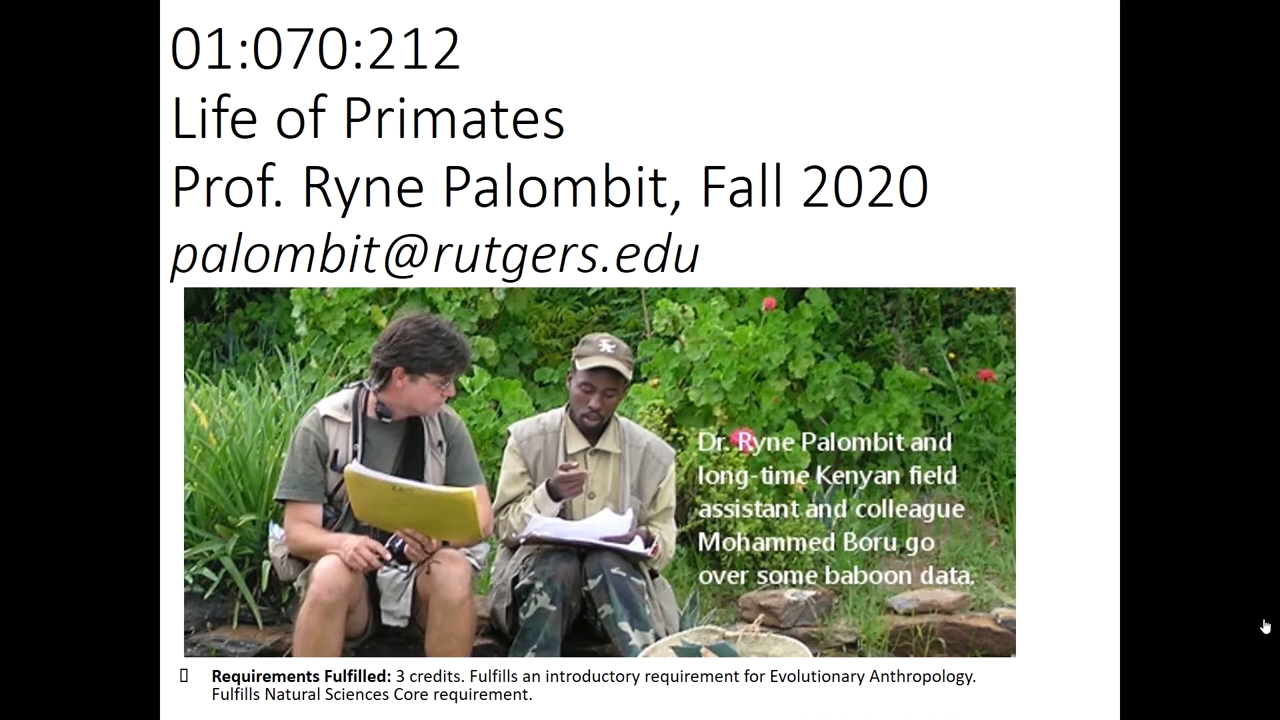 01:070:212
Life of Primates
Prof. Ryne Palombit, Fall 2020
palombit@rutgers.edu
Dr. Ryne Palombit and
long-time Kenyan field
assistant and colleague
Mohammed Boru go
over some baboon data.
Requirements Fulfilled: 3 credits. Fulfills an introductory requirement for Evolutionary Anthropology.
Fulfills Natural Sciences Core requirement.